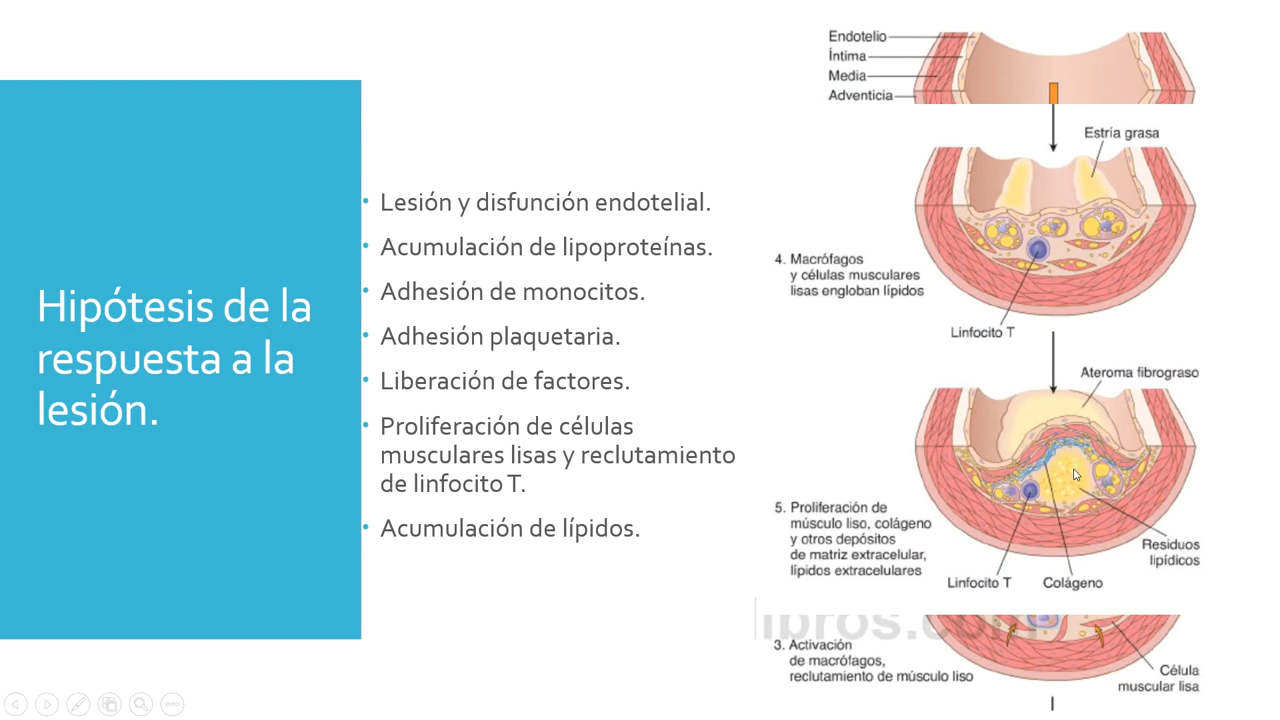 Hipótesis de la
respuesta a la
lesión.
• Lesión y disfunción endotelial.
• Acumulación de lipoproteínas.
• Adhesión de monocitos.
• Adhesión plaquetaria.
• Liberación de factores.
• Proliferación de células
musculares lisas y reclutamiento
de linfocito T.
• Acumulación de lípidos.
Endotelio
Íntima
Media
Adventicia
Estría grasa
4. Macrófagos
y células musculares
lisas engloban lípidos
Linfocito T
Ateroma fibrograso
5. Proliferación de
músculo liso, colágeno
y otros depósitos
de matriz extracelular,
lípidos extracelulares
Residuos
lipídicos
Linfocito T
Colágeno
3. Activación
de macrófagos,
reclutamiento de músculo liso
Célula
muscular lisa